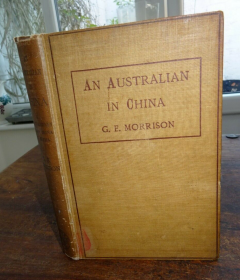 AN AUSTRALIAN
IN CHINA
G. E. MORRISON